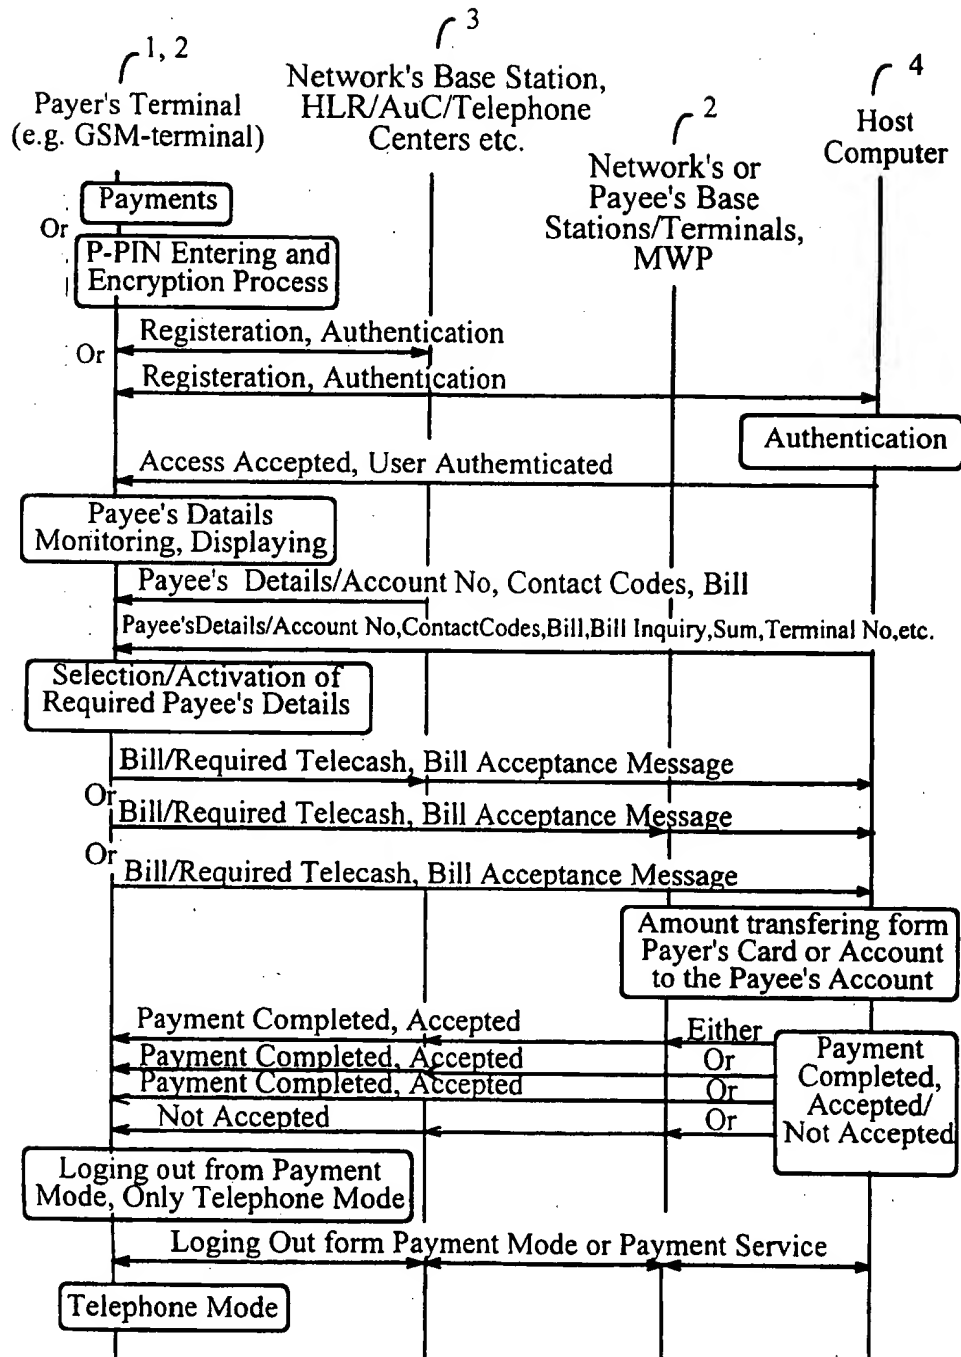 1, 2
3
4
2
Payer's Terminal
(e.g. GSM-terminal)
Network's Base Station,
HLR/AuC/Telephone
Centers etc.
Network's or
Payee's Base
Stations/Terminals,
MWP
Host
Computer
Payments
Or
P-PIN Entering and
Encryption Process
Registeration, Authentication
Or
Registeration, Authentication
Authentication
Access Accepted, User Authemticated
Payee's Datails
Monitoring, Displaying
Payee's Details/Account No, Contact Codes, Bill
Payee'sDetails/Account No,ContactCodes,Bill,Bill Inquiry,Sum,Terminal No,etc.
Selection/Activation of
Required Payee's Details
Bill/Required Telecash, Bill Acceptance Message
Or
Bill/Required Telecash, Bill Acceptance Message
Or
Bill/Required Telecash, Bill Acceptance Message
Amount transfering form
Payer's Card or Account
to the Payee's Account
Payment Completed, Accepted
Either
Payment Completed, Accepted
Or
Payment Completed, Accepted
Or
Not Accepted
Or
Payment
Completed,
Accepted/
Not Accepted
Loging out from Payment
Mode, Only Telephone Mode
Loging Out form Payment Mode or Payment Service
Telephone Mode